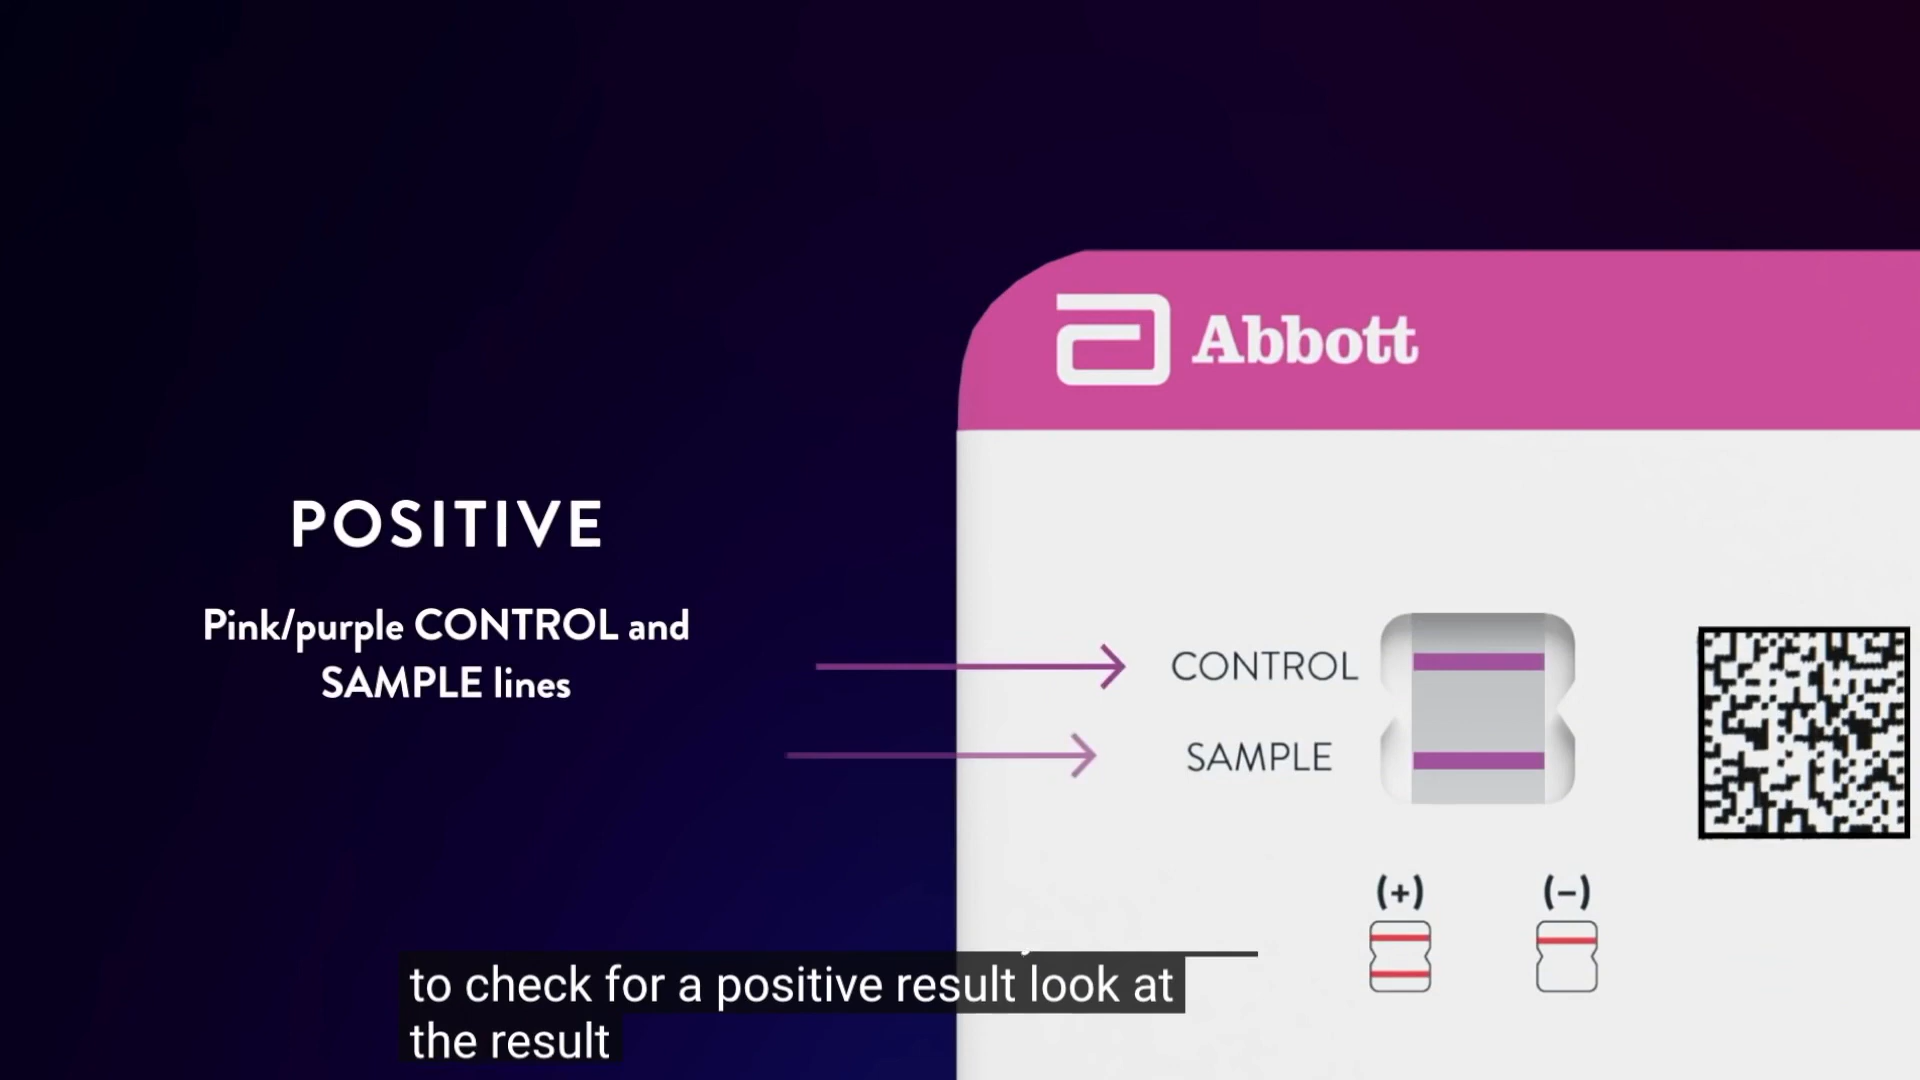 Abbott
POSITIVE
Pink/purple CONTROL and
SAMPLE lines
CONTROL
SAMPLE
(+) (−)
to check for a positive result look at
the result